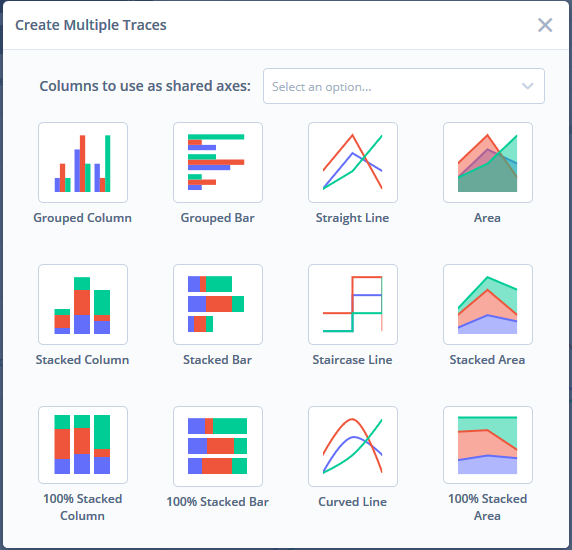 Create Multiple Traces
Columns to use as shared axes:
Select an option...
Grouped Column
Grouped Bar
Straight Line
Area
Stacked Column
Stacked Bar
Staircase Line
Stacked Area
100% Stacked
Column
100% Stacked Bar
Curved Line
100% Stacked
Area